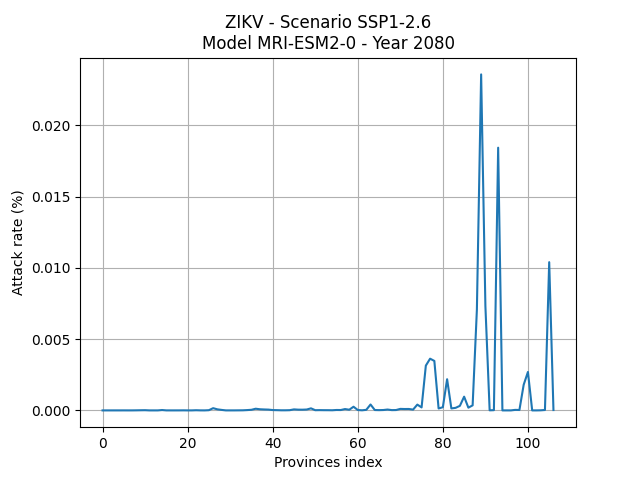 ZIKV - Scenario SSP1-2.6
Model MRI-ESM2-0 - Year 2080
Attack rate (%)
0.020
0.015
0.010
0.005
0.000
0 20 40 60 80 100
Provinces index